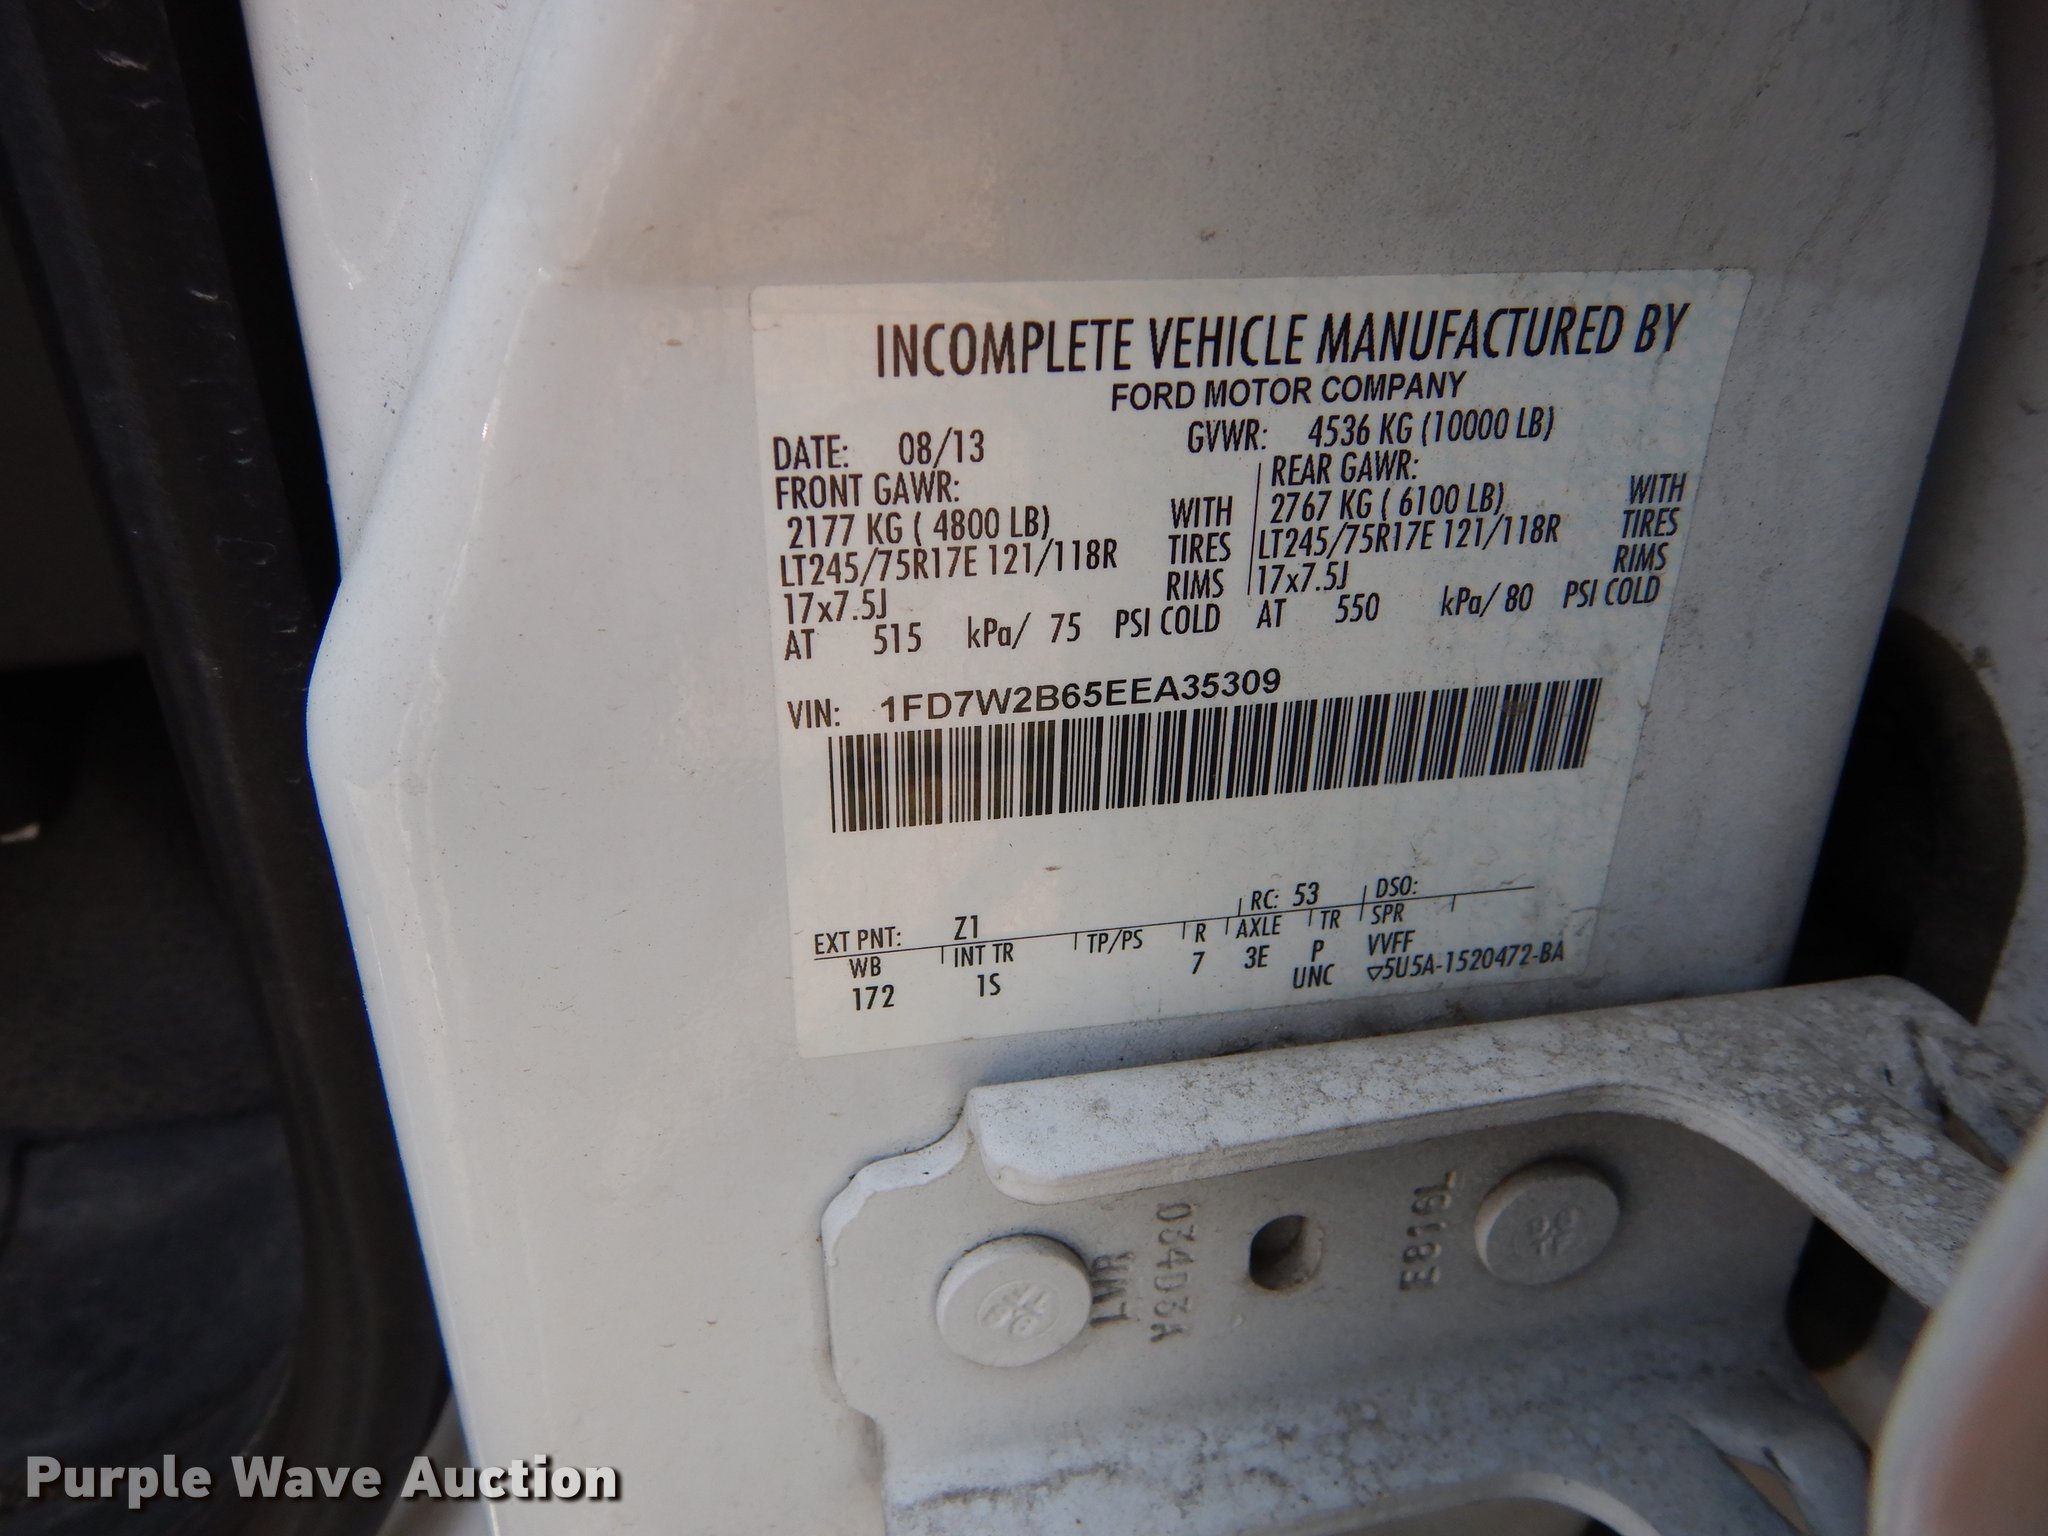 INCOMPLETE VEHICLE MANUFACTURED BY
FORD MOTOR COMPANY
DATE: 08/13 GVWR: 4536 KG (10000 LB)
FRONT GAWR: REAR GAWR:
2177 KG ( 4800 LB) WITH 2767 KG ( 6100 LB) WITH
LT245/75R17E 121/118R TIRES LT245/75R17E 121/118R TIRES
17x7.5J RIMS 17x7.5J RIMS
AT 515 kPa/ 75 PSI COLD AT 550 kPa/ 80 PSI COLD
VIN: 1FD7W2B65EEA35309
EXT PNT: Z1 RC: 53 DSO:
WB INT TR TP/PS R AXLE TR SPR
172 1S 7 3E P VVFF
UNC ▽5U5A-1520472-BA
LWR
Purple Wave Auction